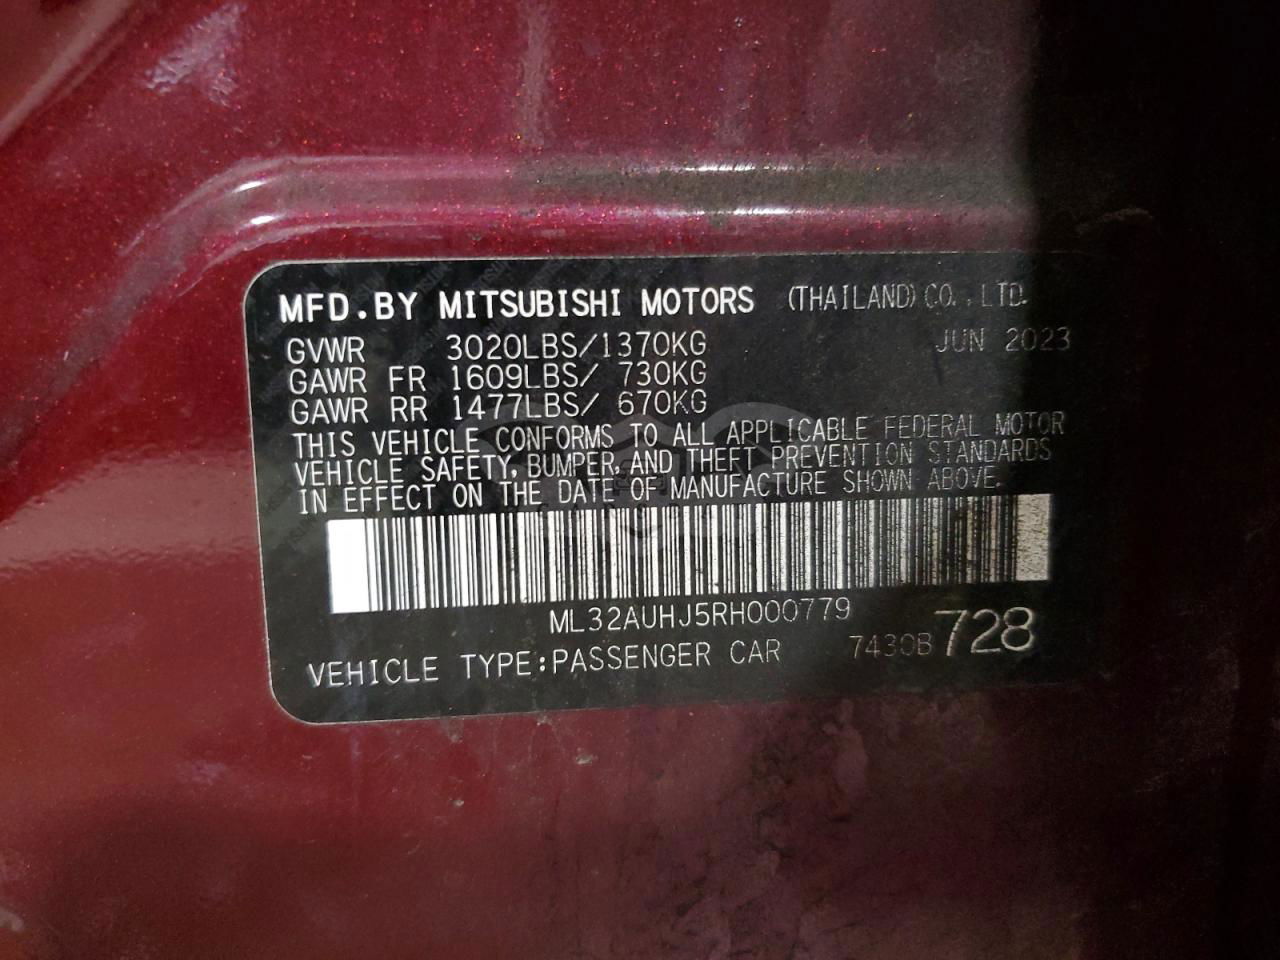 MFD.BY MITSUBISHI MOTORS (THAILAND) CO.,LTD.
GVWR 3020LBS/1370KG JUN 2023
GAWR FR 1609LBS/ 730KG
GAWR RR 1477LBS/ 670KG
THIS VEHICLE CONFORMS TO ALL APPLICABLE FEDERAL MOTOR
VEHICLE SAFETY, BUMPER, AND THEFT PREVENTION STANDARDS
IN EFFECT ON THE DATE OF MANUFACTURE SHOWN ABOVE.
ML32AUHJ5RH000779
VEHICLE TYPE:PASSENGER CAR 7430B 728